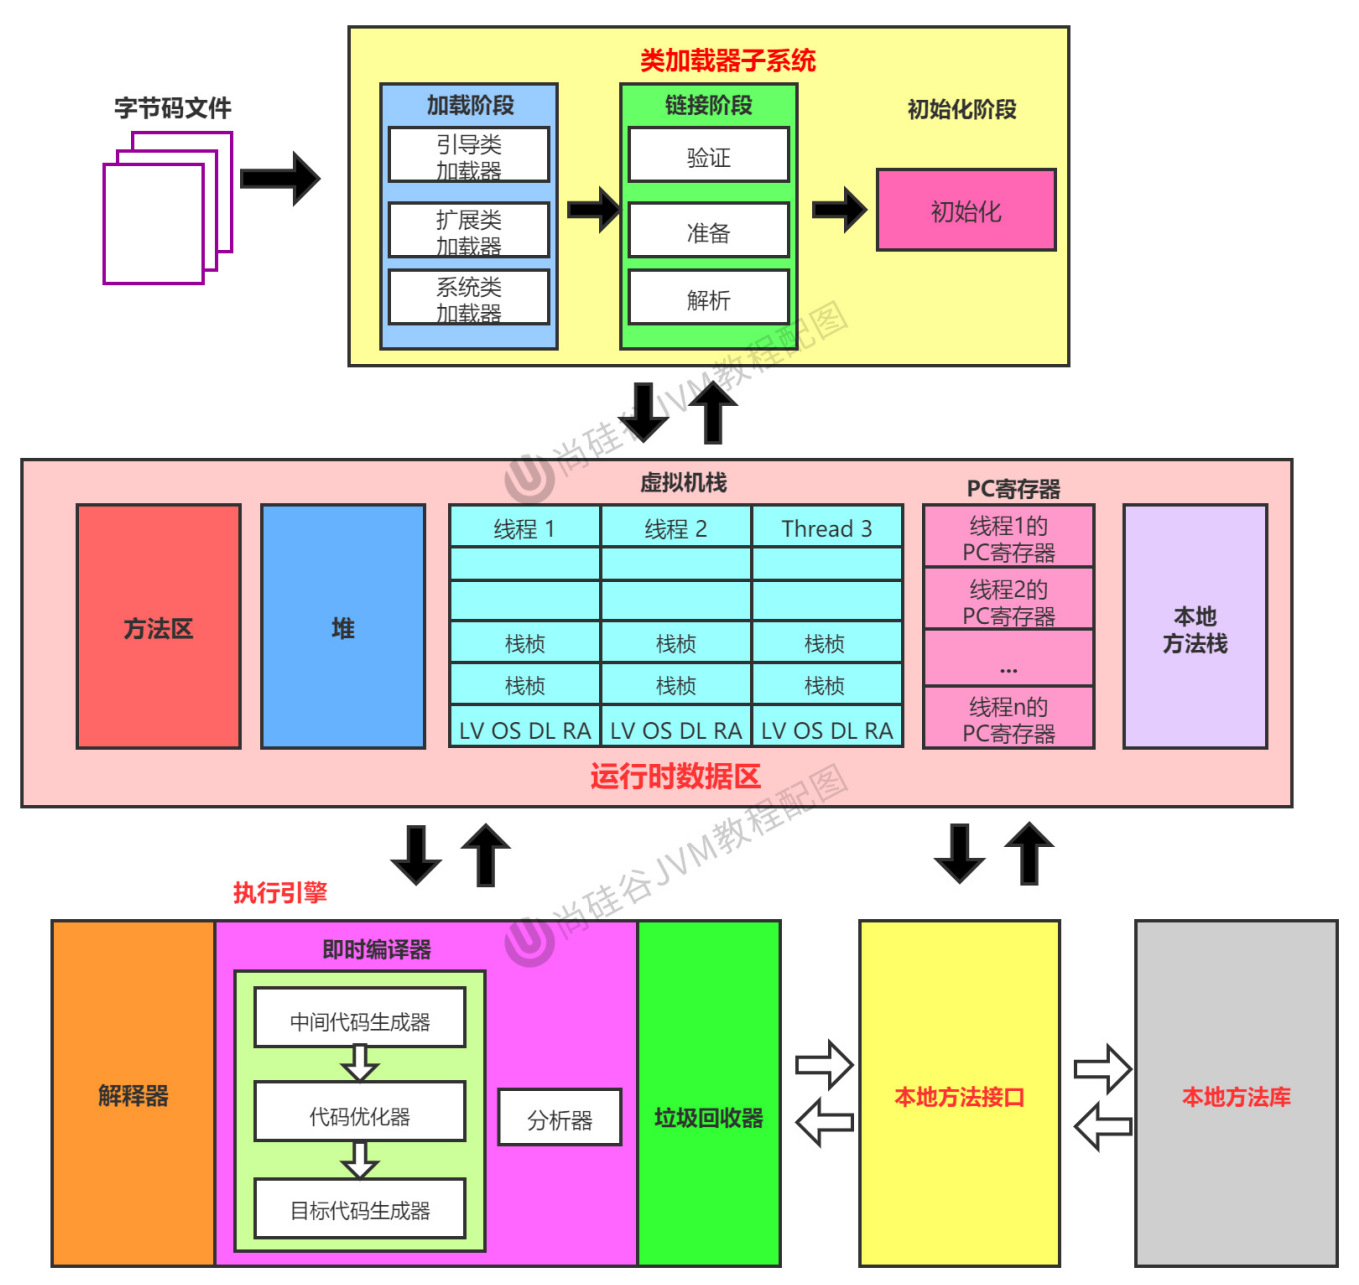 类加载器子系统
字节码文件
加载阶段
引导类
加载器
扩展类
加载器
系统类
加载器
链接阶段
验证
准备
解析
初始化阶段
初始化
尚硅谷JVM教程配图
虚拟机栈
PC寄存器
方法区
堆
线程 1
线程 2
Thread 3
栈桢
栈桢
栈桢
栈桢
栈桢
栈桢
LV OS DL RA
LV OS DL RA
LV OS DL RA
线程1的
PC寄存器
线程2的
PC寄存器
...
线程n的
PC寄存器
本地
方法栈
运行时数据区
尚硅谷JVM教程配图
执行引擎
解释器
即时编译器
中间代码生成器
代码优化器
目标代码生成器
分析器
垃圾回收器
本地方法接口
本地方法库